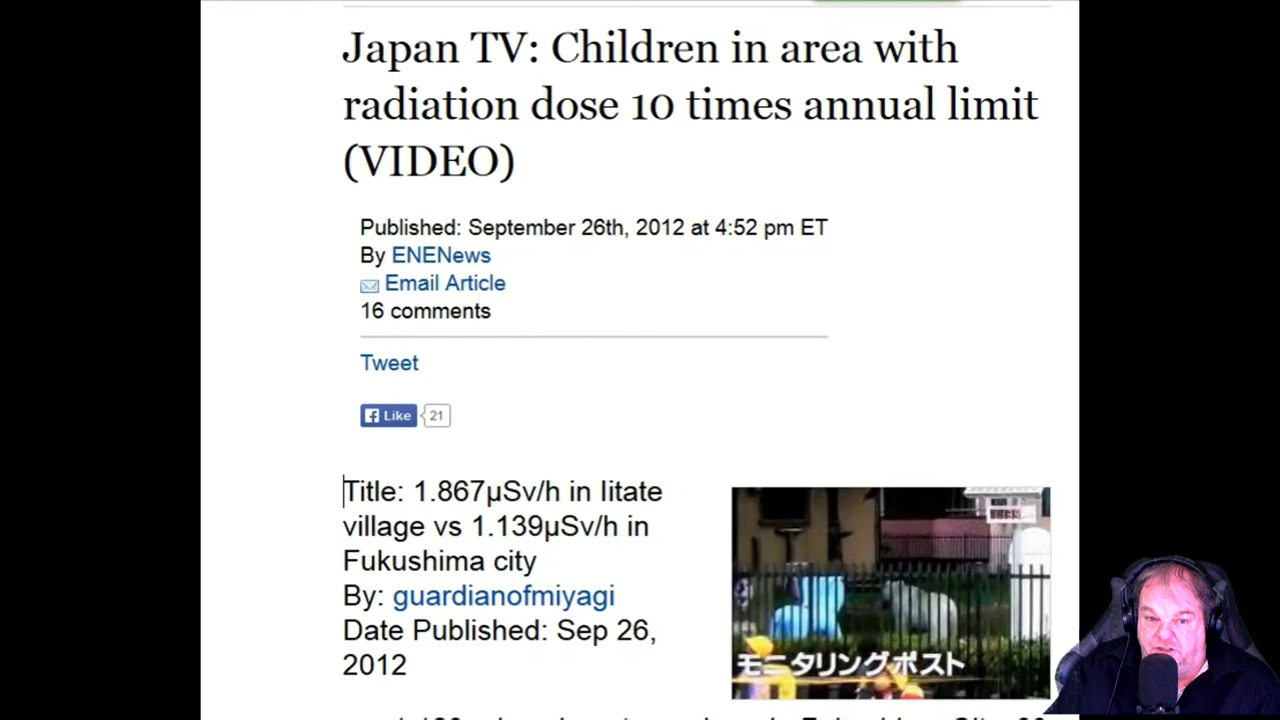 Japan TV: Children in area with
radiation dose 10 times annual limit
(VIDEO)
Published: September 26th, 2012 at 4:52 pm ET
By ENENews
Email Article
16 comments
Tweet
Like 21
Title: 1.867µSv/h in Iitate
village vs 1.139µSv/h in
Fukushima city
By: guardianofmiyagi
Date Published: Sep 26,
2012
モニタリングポスト